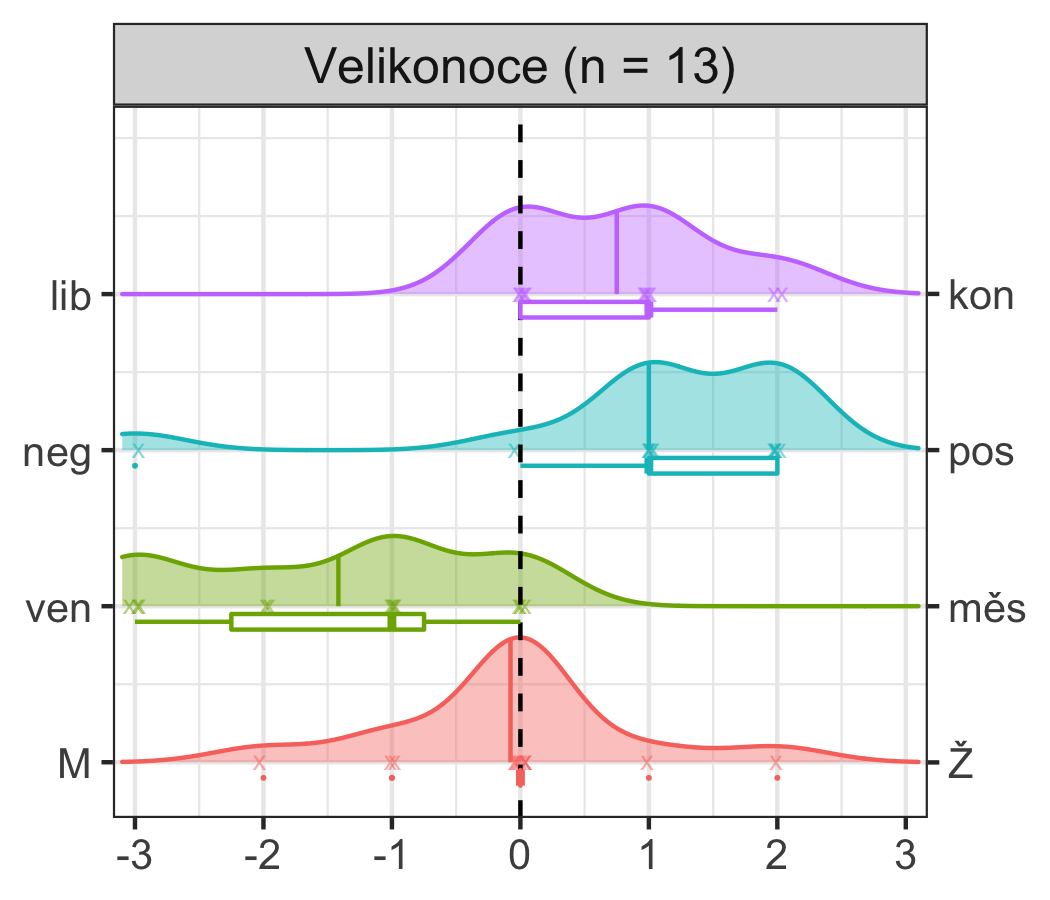 Velikonoce (n = 13)
lib kon
neg pos
ven měs
M Ž
-3 -2 -1 0 1 2 3